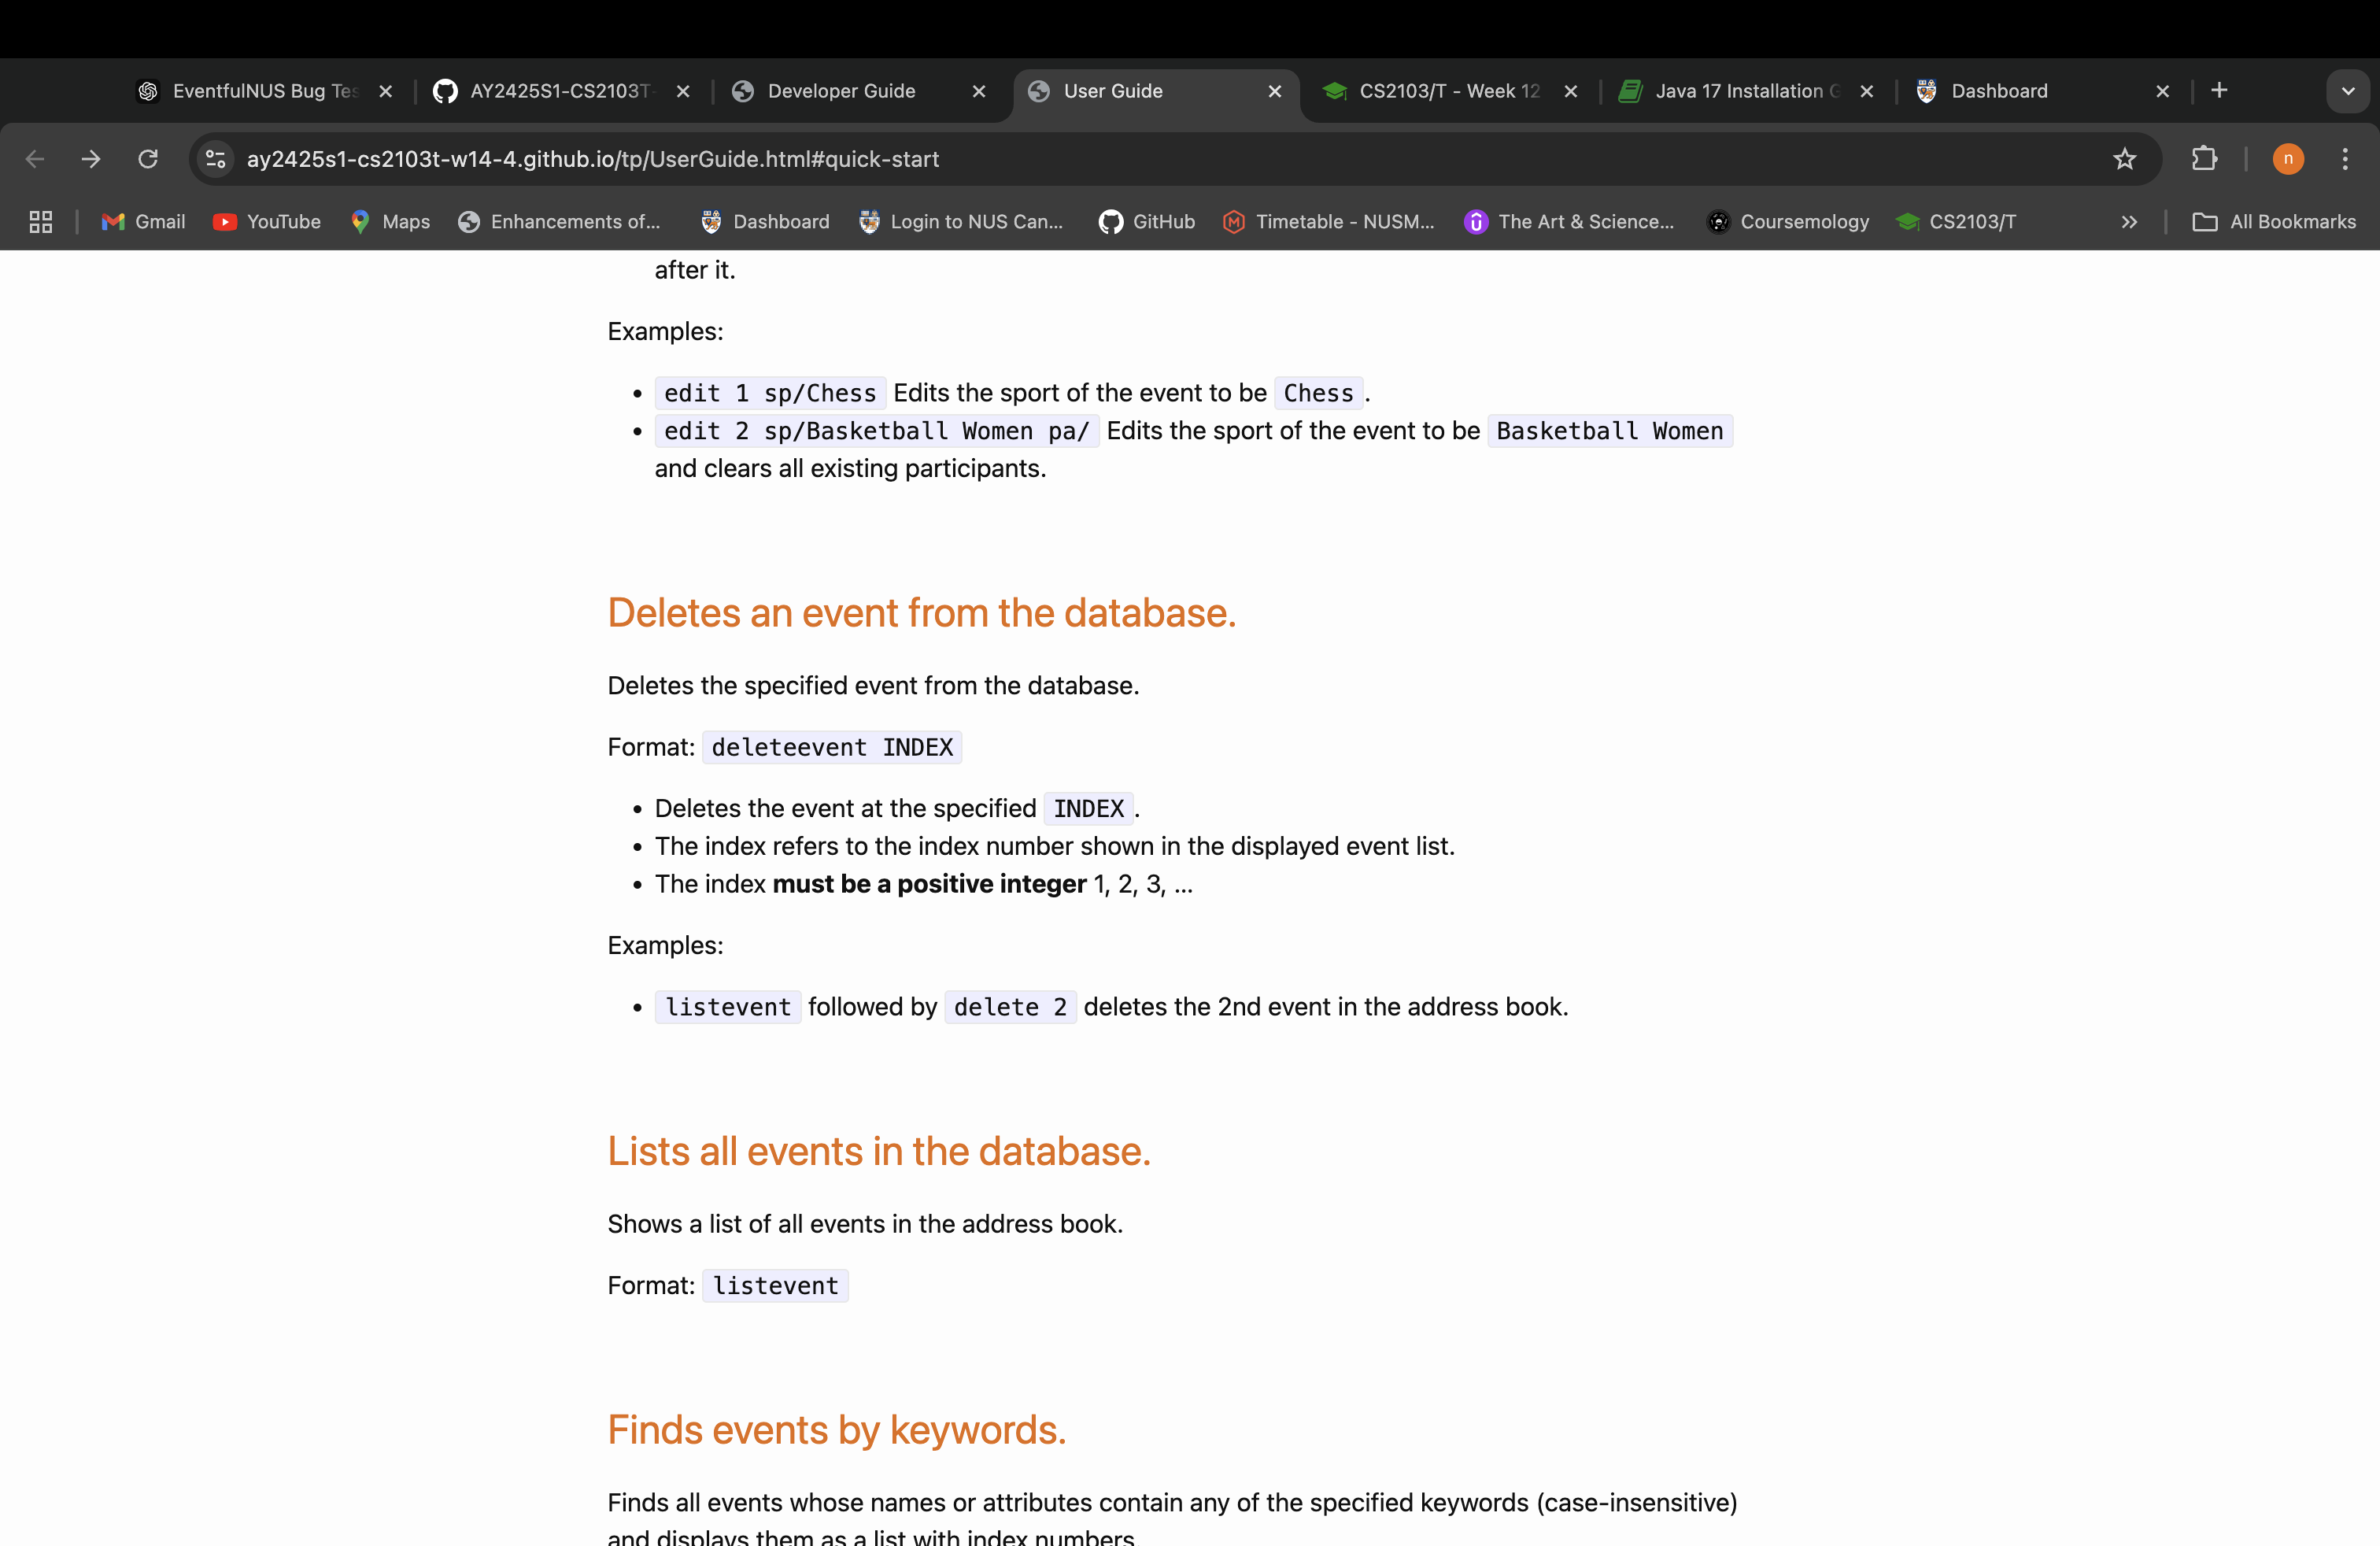 EventfulNUS Bug Tes
AY2425S1-CS2103T-
Developer Guide
User Guide
CS2103/T - Week 12
Java 17 Installation G
Dashboard
ay2425s1-cs2103t-w14-4.github.io/tp/UserGuide.html#quick-start
n
Gmail
YouTube
Maps
Enhancements of...
Dashboard
Login to NUS Can...
GitHub
Timetable - NUSM...
The Art & Science...
Coursemology
CS2103/T
All Bookmarks
after it.
Examples:
edit 1 sp/Chess Edits the sport of the event to be Chess .
edit 2 sp/Basketball Women pa/ Edits the sport of the event to be Basketball Women
and clears all existing participants.
Deletes an event from the database.
Deletes the specified event from the database.
Format: deleteevent INDEX
Deletes the event at the specified INDEX .
The index refers to the index number shown in the displayed event list.
The index must be a positive integer 1, 2, 3, ...
Examples:
listevent followed by delete 2 deletes the 2nd event in the address book.
Lists all events in the database.
Shows a list of all events in the address book.
Format: listevent
Finds events by keywords.
Finds all events whose names or attributes contain any of the specified keywords (case-insensitive)
and displays them as a list with index numbers.